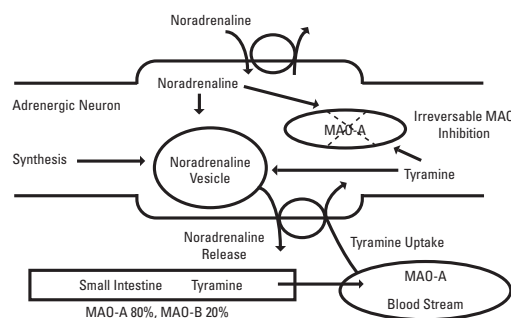 Noradrenaline
Noradrenaline
Adrenergic Neuron
MAO-A
Irreversable MAO
Inhibition
Synthesis
Noradrenaline
Vesicle
Tyramine
Noradrenaline
Release
Tyramine Uptake
Small Intestine Tyramine
MAO-A
Blood Stream
MAO-A 80%, MAO-B 20%